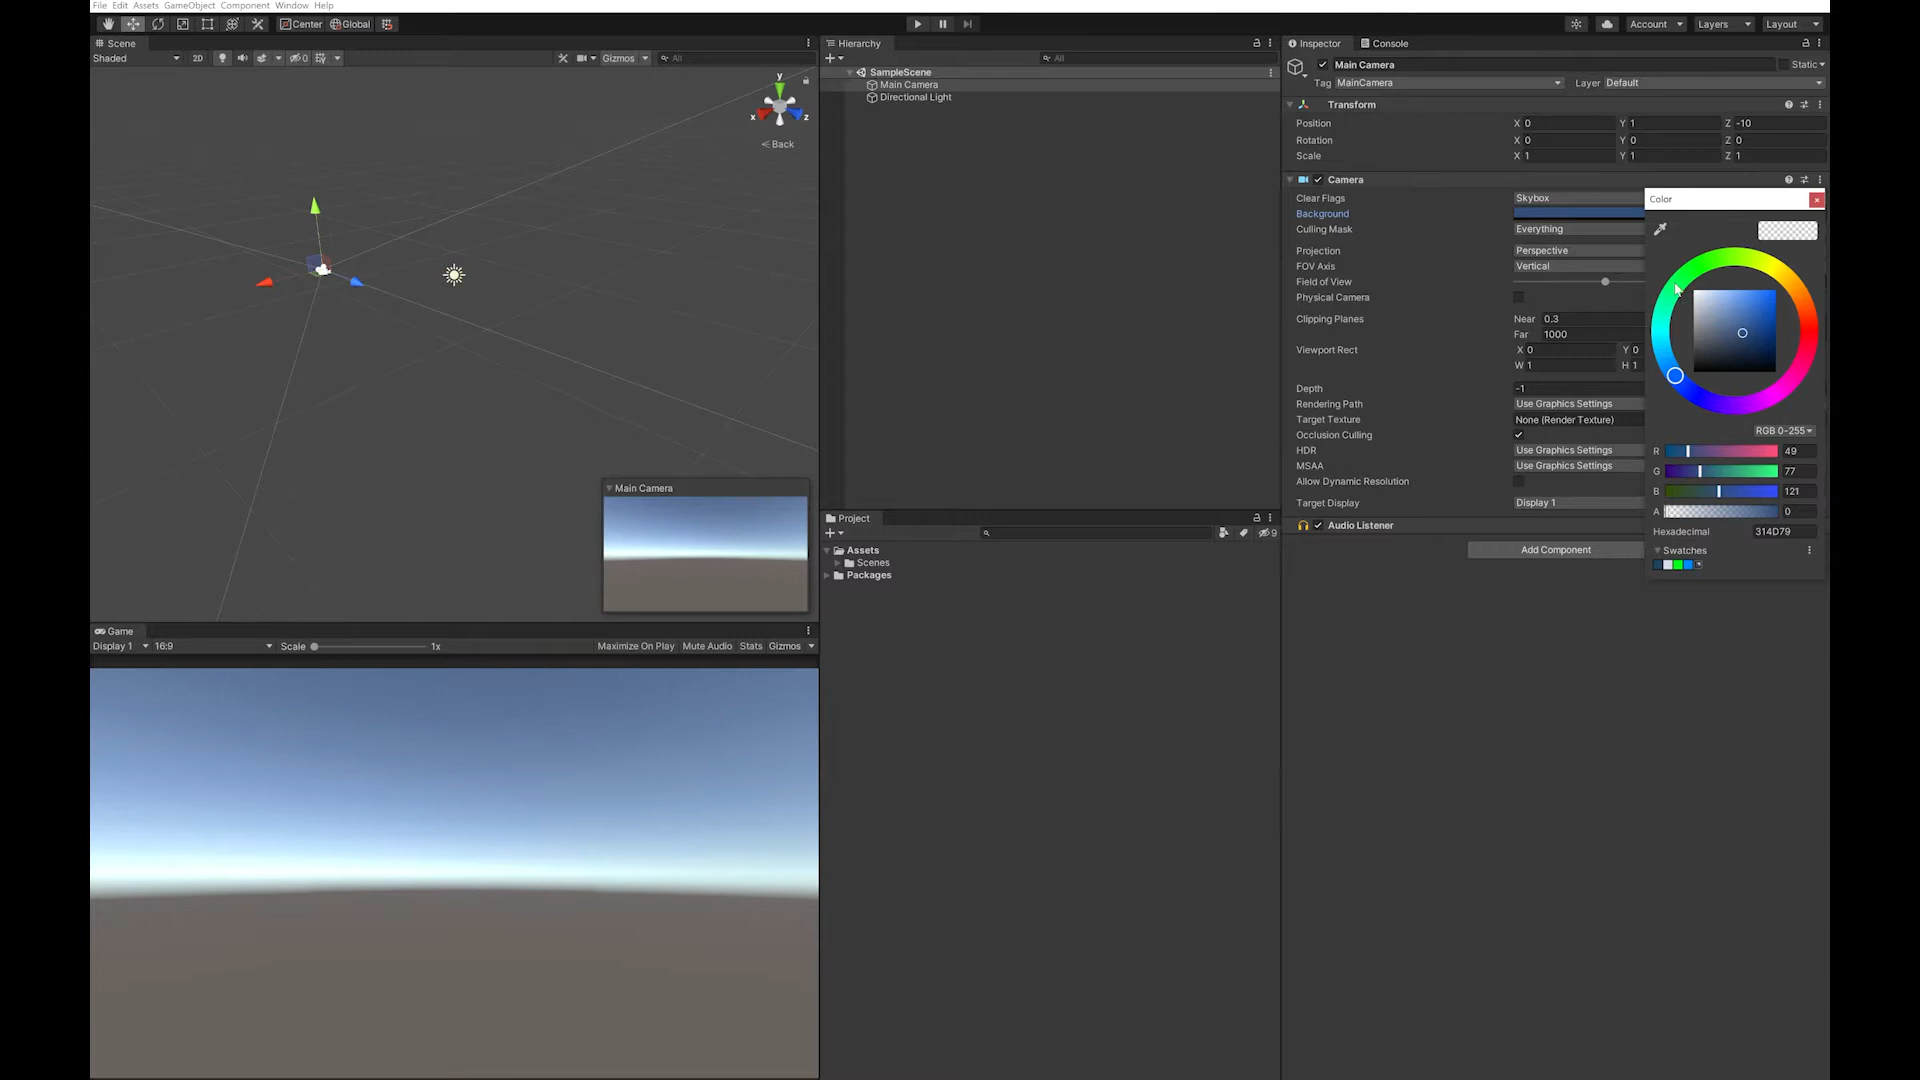 File Edit Assets GameObject Component Window Help
Center Global Account Layers Layout
Scene
Shaded 2D 0 Gizmos All
y
x z
Back
Main Camera
Game
Display 1 16:9 Scale 1x Maximize On Play Mute Audio Stats Gizmos
Hierarchy
+ All
SampleScene
Main Camera
Directional Light
Project
+ 9
Assets
Scenes
Packages
Inspector Console
Main Camera Static
Tag MainCamera Layer Default
Transform
Position X 0 Y 1 Z -10
Rotation X 0 Y 0 Z 0
Scale X 1 Y 1 Z 1
Camera
Clear Flags Skybox
Background
Culling Mask Everything
Projection Perspective
FOV Axis Vertical
Field of View
Physical Camera
Clipping Planes Near 0.3
Far 1000
Viewport Rect X 0 Y 0
W 1 H 1
Depth -1
Rendering Path Use Graphics Settings
Target Texture None (Render Texture)
Occlusion Culling
HDR Use Graphics Settings
MSAA Use Graphics Settings
Allow Dynamic Resolution
Target Display Display 1
Audio Listener
Add Component
Color
RGB 0-255
R 49
G 77
B 121
A 0
Hexadecimal 314D79
Swatches